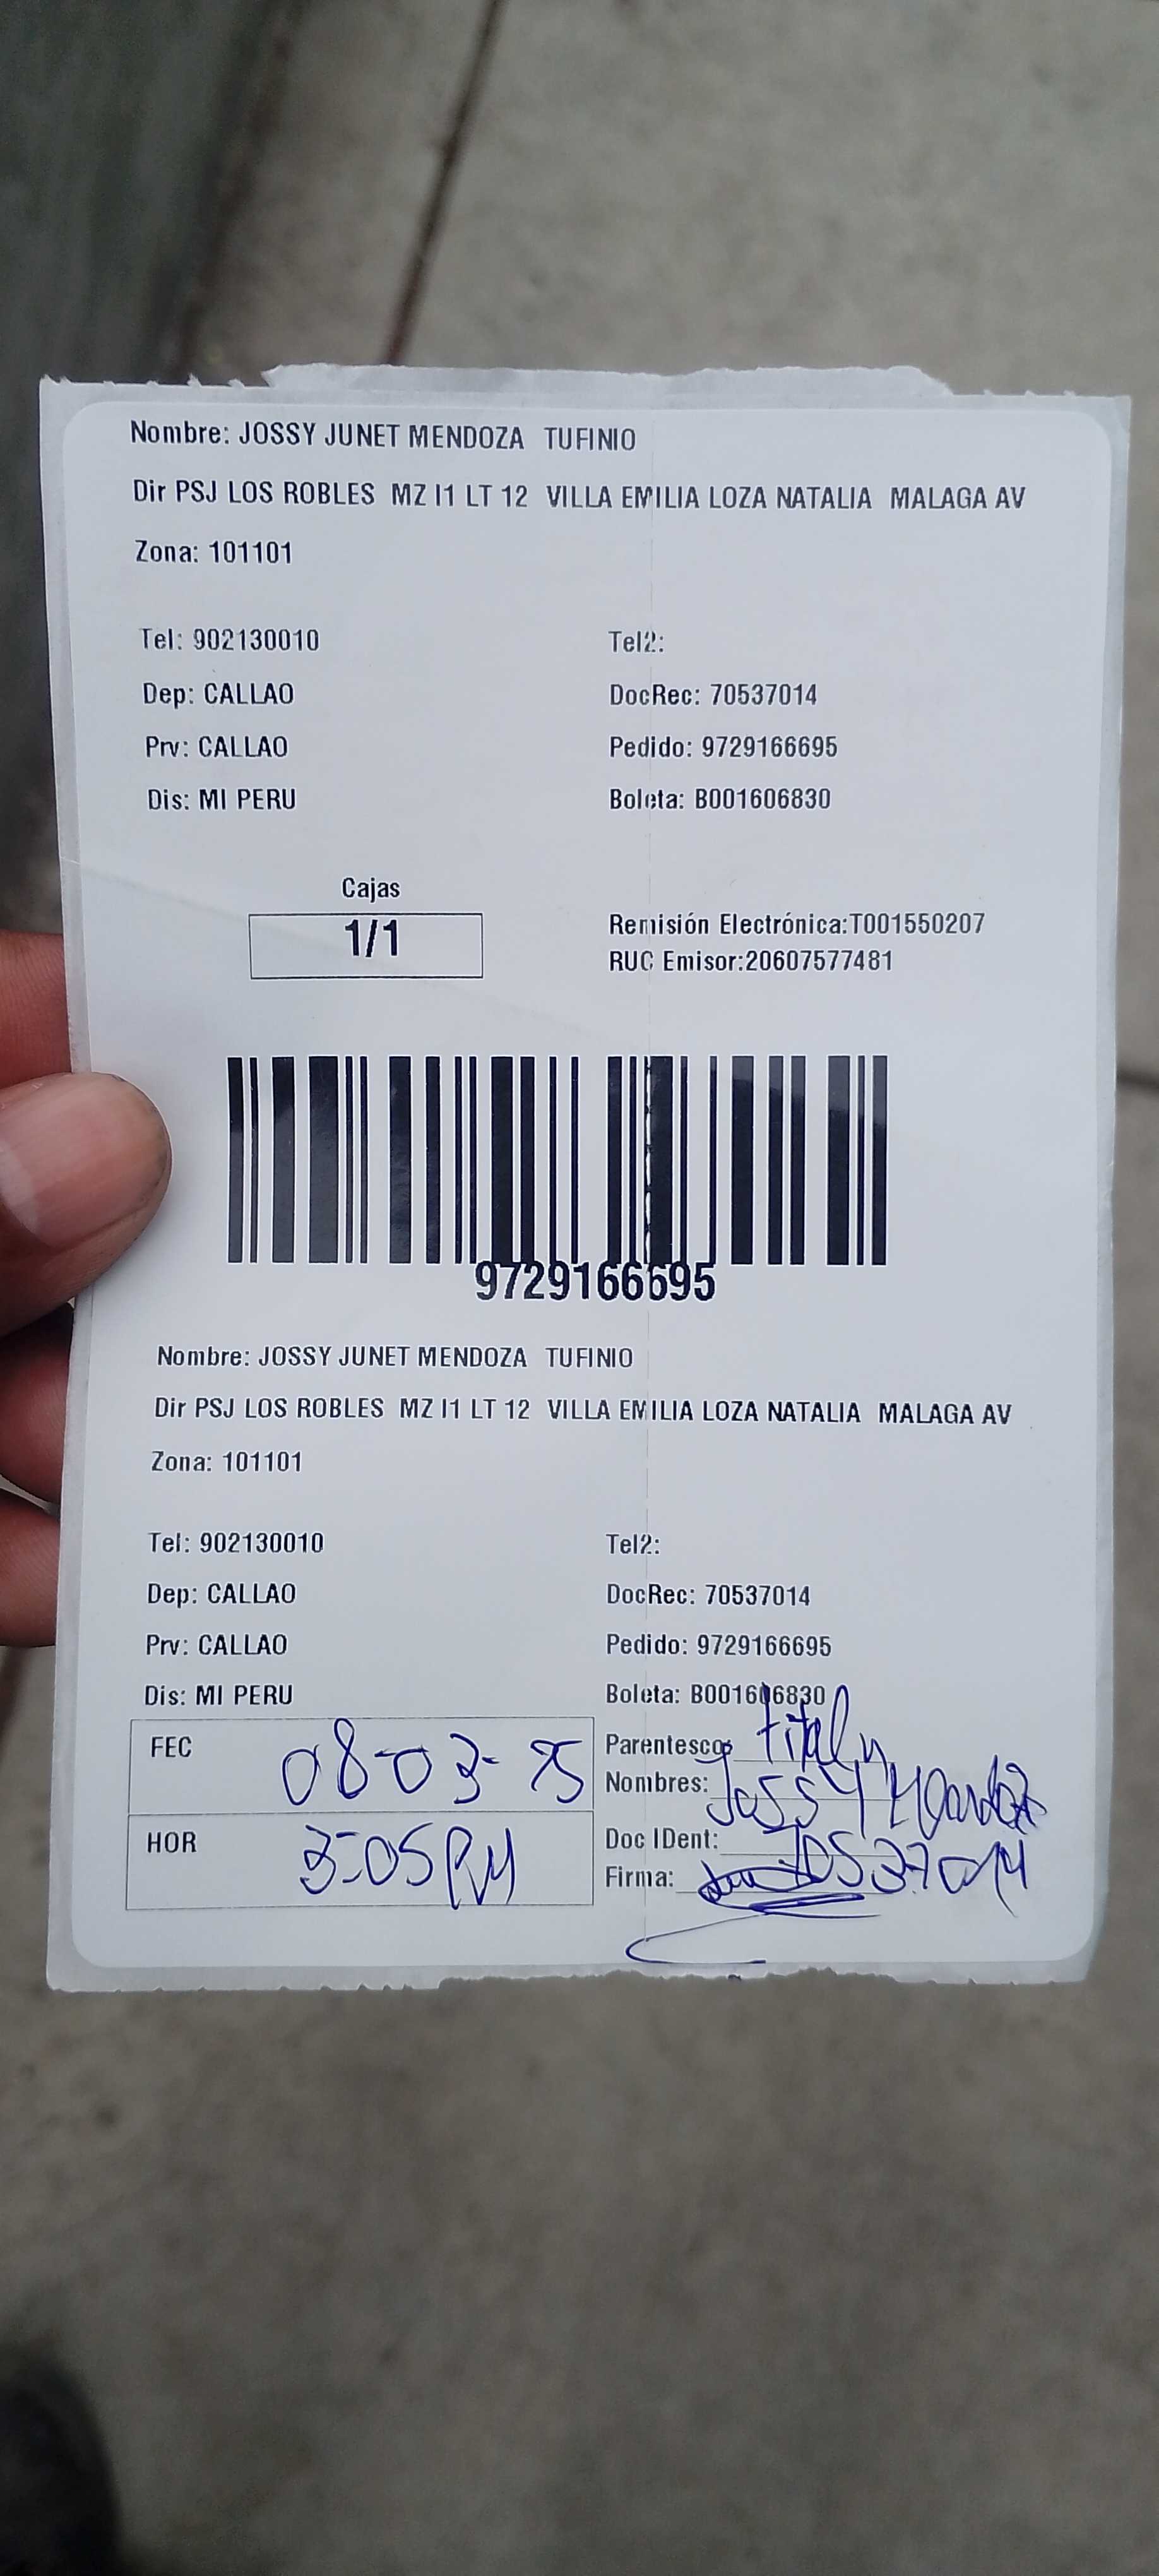 Nombre: JOSSY JUNET MENDOZA TUFINIO
Dir PSJ LOS ROBLES MZ I1 LT 12 VILLA EMILIA LOZA NATALIA MALAGA AV
Zona: 101101
Tel: 902130010 Tel2:
Dep: CALLAO DocRec: 70537014
Prv: CALLAO Pedido: 9729166695
Dis: MI PERU Boleta: B001606830
Cajas
1/1
Remisión Electrónica:T001550207
RUC Emisor:20607577481
9729166695
Nombre: JOSSY JUNET MENDOZA TUFINIO
Dir PSJ LOS ROBLES MZ I1 LT 12 VILLA EMILIA LOZA NATALIA MALAGA AV
Zona: 101101
Tel: 902130010 Tel2:
Dep: CALLAO DocRec: 70537014
Prv: CALLAO Pedido: 9729166695
Dis: MI PERU Boleta: B001606830
FEC 08-03-25
HOR 3:05 PM
Parentesco:
Nombres: Jossy Mendoza
Doc IDent: 70537014
Firma: